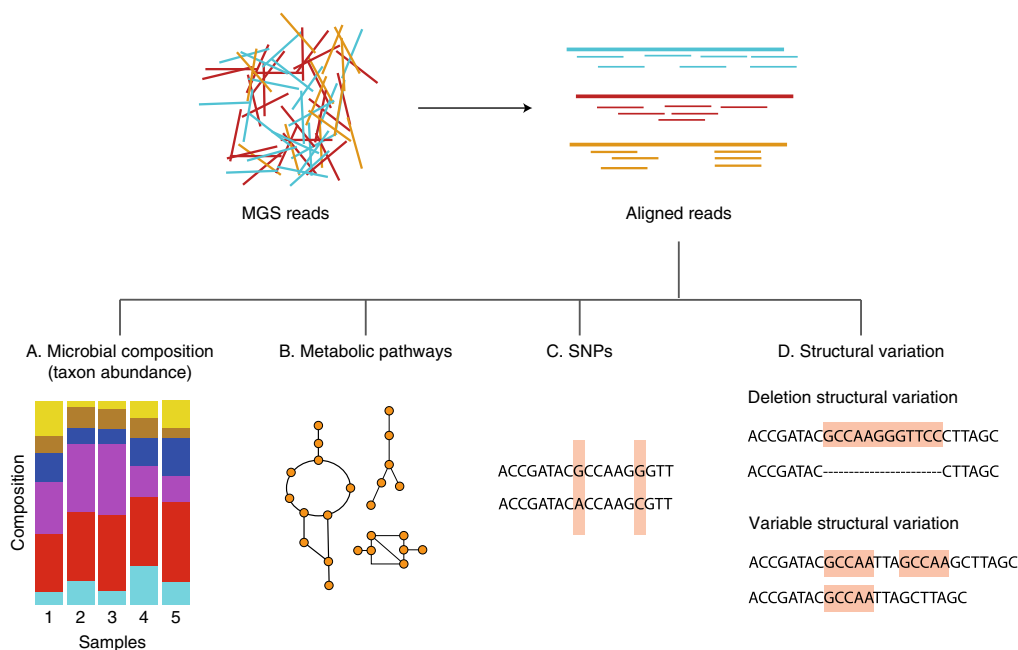 MGS reads
Aligned reads
A. Microbial composition
(taxon abundance)
B. Metabolic pathways
C. SNPs
D. Structural variation
Composition
1 2 3 4 5
Samples
ACCGATACGCCAAGGGTT
ACCGATACACCAAGCGTT
Deletion structural variation
ACCGATACGCCAAGGGTTCCCTTAGC
ACCGATAC-----------------------CTTAGC
Variable structural variation
ACCGATACGCCAATTAGCCAAGCTTAGC
ACCGATACGCCAATTAGCTTAGC